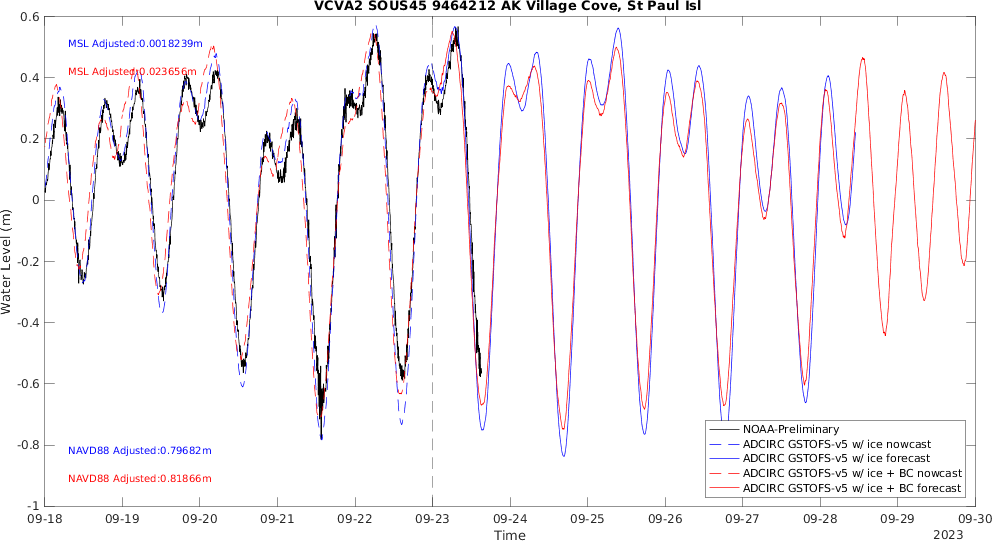 VCVA2 SOUS45 9464212 AK Village Cove, St Paul Isl
MSL Adjusted:0.0018239m
MSL Adjusted:0.023656m
NAVD88 Adjusted:0.79682m
NAVD88 Adjusted:0.81866m
Water Level (m)
0.6
0.4
0.2
0
-0.2
-0.4
-0.6
-0.8
-1
NOAA-Preliminary
ADCIRC GSTOFS-v5 w/ ice nowcast
ADCIRC GSTOFS-v5 w/ ice forecast
ADCIRC GSTOFS-v5 w/ ice + BC nowcast
ADCIRC GSTOFS-v5 w/ ice + BC forecast
09-18 09-19 09-20 09-21 09-22 09-23 09-24 09-25 09-26 09-27 09-28 09-29 09-30
Time
2023